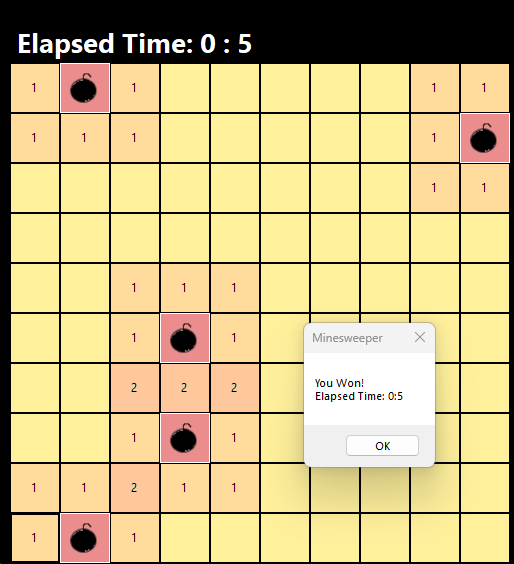 Elapsed Time: 0 : 5
1 1 1 1
1 1 1 1
1 1
1 1 1
1 1
Minesweeper
You Won!
Elapsed Time: 0:5
2 2 2
1 1
OK
1 1 2 1 1
1 1